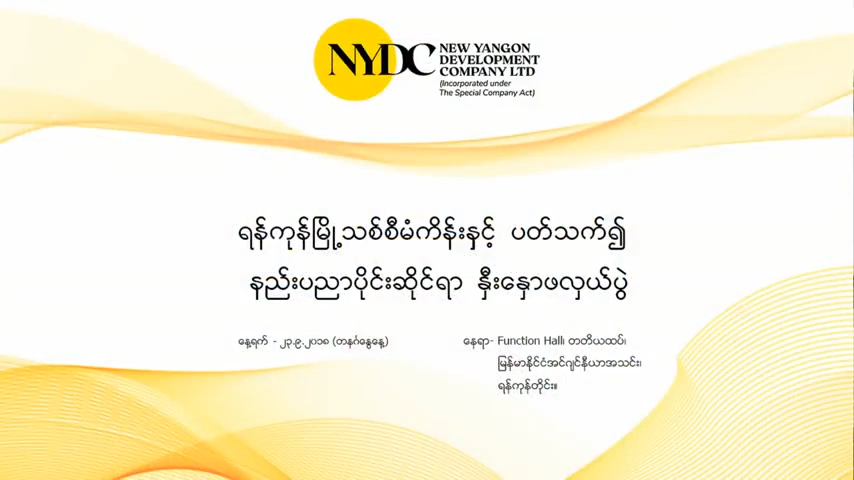 NYDC
NEW YANGON
DEVELOPMENT
COMPANY LTD
(Incorporated under
The Special Company Act)
ရန်ကုန်မြို့သစ်စီမံကိန်းနှင့် ပတ်သက်၍
နည်းပညာပိုင်းဆိုင်ရာ နှီးနှောဖလှယ်ပွဲ
နေ့ရက် - ၂၃.၉.၂၀၁၈ (တနင်္ဂနွေနေ့)
နေရာ- Function Hall၊ တတိယထပ်၊
မြန်မာနိုင်ငံအင်ဂျင်နီယာအသင်း၊
ရန်ကုန်တိုင်း။